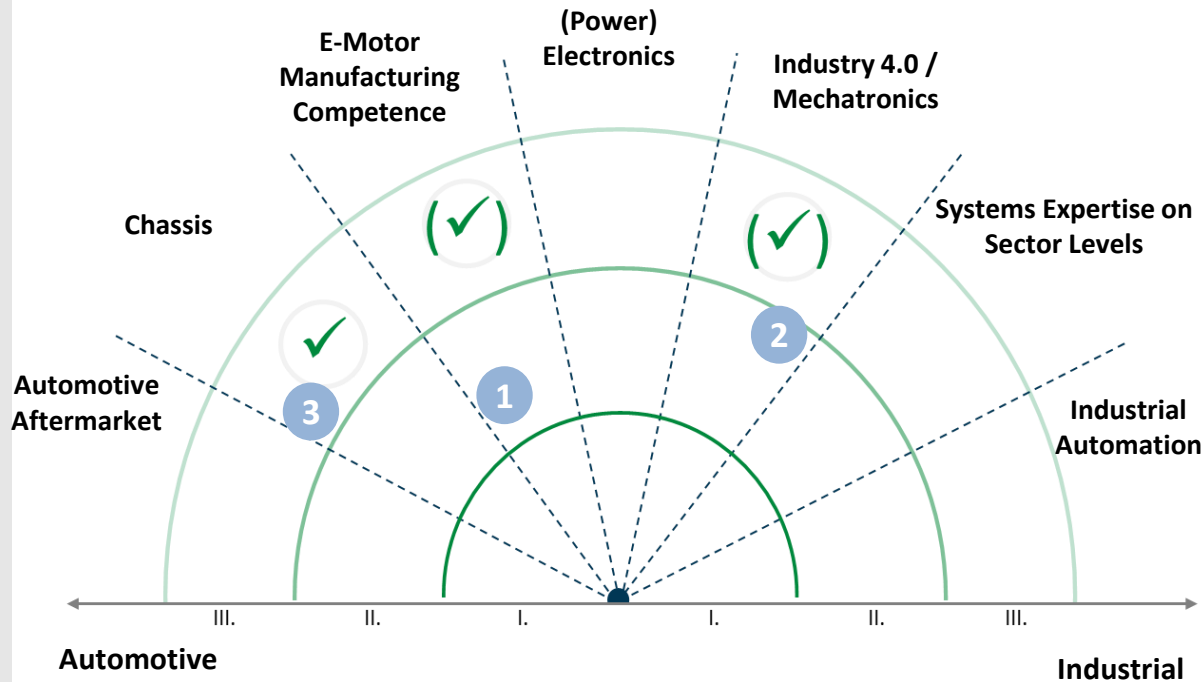 (Power)
Electronics
E-Motor
Manufacturing
Competence
Industry 4.0 /
Mechatronics
Chassis
Systems Expertise on
Sector Levels
Automotive
Aftermarket
Industrial
Automation
(✓)
(✓)
✓
2
1
3
III.
II.
I.
I.
II.
III.
Automotive
Industrial